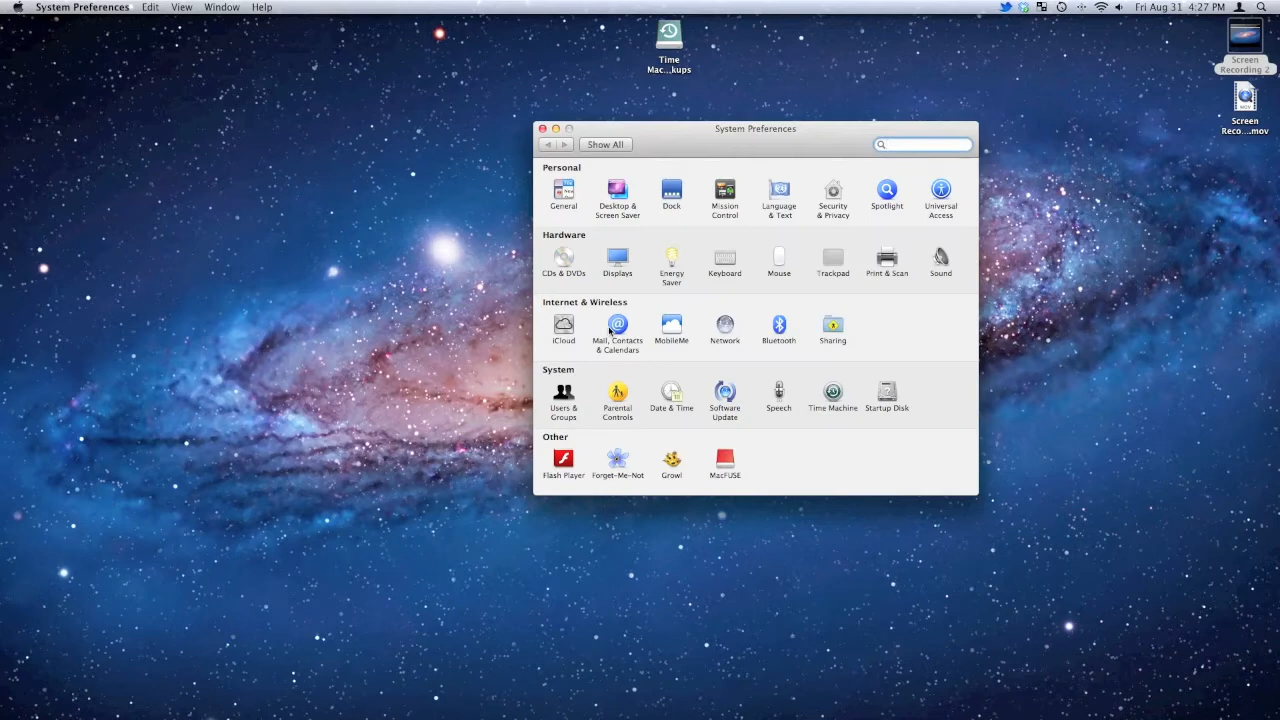 System Preferences Edit View Window Help
Fri Aug 31 4:27 PM
Time
Mac...kups
Screen
Recording 2
MOV
Screen
Reco....mov
System Preferences
Show All
Personal
General
Desktop &
Screen Saver
Dock
Mission
Control
Language
& Text
Security
& Privacy
Spotlight
Universal
Access
Hardware
CDs & DVDs
Displays
Energy
Saver
Keyboard
Mouse
Trackpad
Print & Scan
Sound
Internet & Wireless
iCloud
Mail, Contacts
& Calendars
MobileMe
Network
Bluetooth
Sharing
System
Users &
Groups
Parental
Controls
Date & Time
Software
Update
Speech
Time Machine
Startup Disk
Other
Flash Player
Forget-Me-Not
Growl
MacFUSE